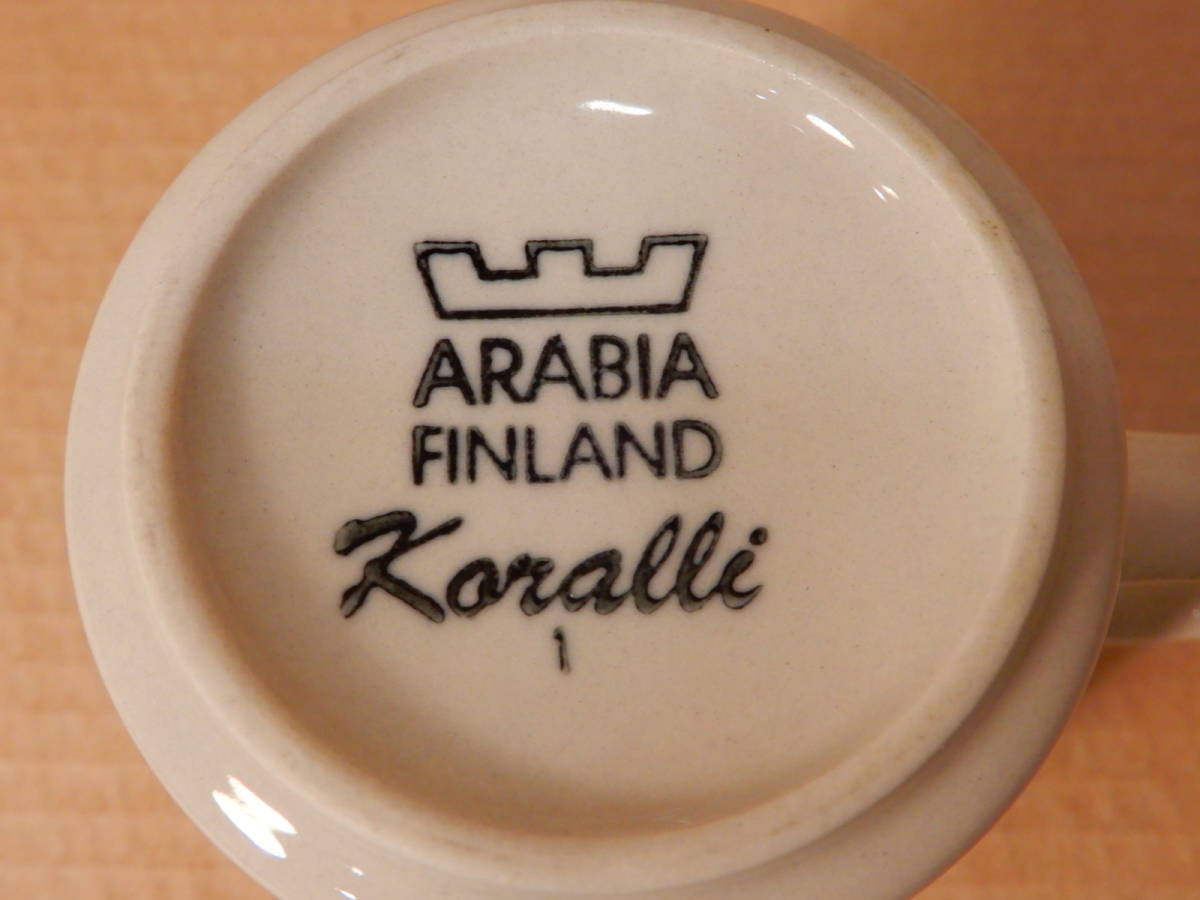 ARABIA
FINLAND
Koralli
1